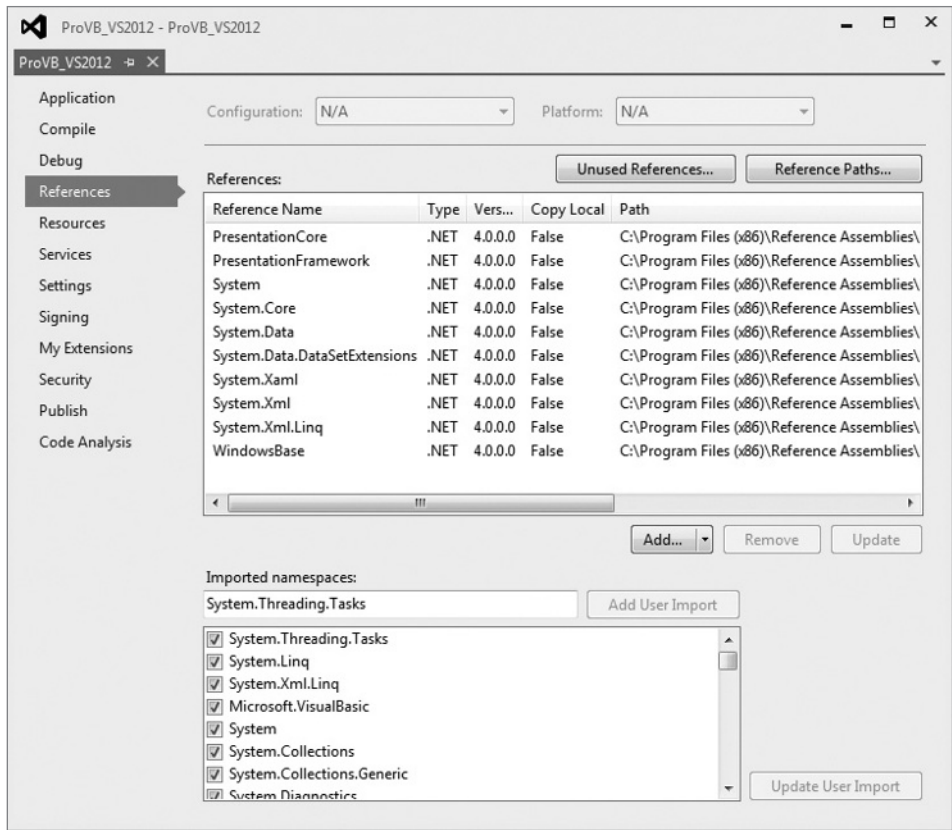 ProVB_VS2012 - ProVB_VS2012
ProVB_VS2012
Application
Compile
Debug
References
Resources
Services
Settings
Signing
My Extensions
Security
Publish
Code Analysis
Configuration: N/A Platform: N/A
Unused References... Reference Paths...
References:
Reference Name Type Vers... Copy Local Path
PresentationCore .NET 4.0.0.0 False C:\Program Files (x86)\Reference Assemblies\
PresentationFramework .NET 4.0.0.0 False C:\Program Files (x86)\Reference Assemblies\
System .NET 4.0.0.0 False C:\Program Files (x86)\Reference Assemblies\
System.Core .NET 4.0.0.0 False C:\Program Files (x86)\Reference Assemblies\
System.Data .NET 4.0.0.0 False C:\Program Files (x86)\Reference Assemblies\
System.Data.DataSetExtensions .NET 4.0.0.0 False C:\Program Files (x86)\Reference Assemblies\
System.Xaml .NET 4.0.0.0 False C:\Program Files (x86)\Reference Assemblies\
System.Xml .NET 4.0.0.0 False C:\Program Files (x86)\Reference Assemblies\
System.Xml.Linq .NET 4.0.0.0 False C:\Program Files (x86)\Reference Assemblies\
WindowsBase .NET 4.0.0.0 False C:\Program Files (x86)\Reference Assemblies\
Add... Remove Update
Imported namespaces:
System.Threading.Tasks Add User Import
System.Threading.Tasks
System.Linq
System.Xml.Linq
Microsoft.VisualBasic
System
System.Collections
System.Collections.Generic
System.Diagnostics
Update User Import